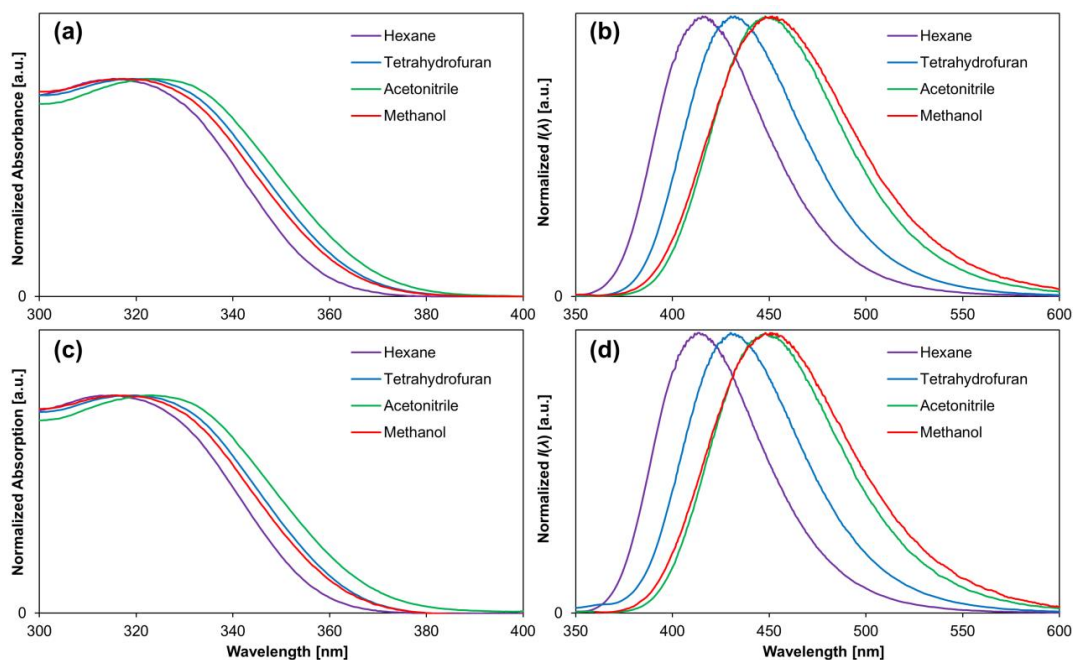 (a)
Hexane
Tetrahydrofuran
Acetonitrile
Methanol
Normalized Absorbance [a.u.]
0
300 320 340 360 380 400
(b)
Hexane
Tetrahydrofuran
Acetonitrile
Methanol
Normalized I(λ) [a.u.]
0
350 400 450 500 550 600
(c)
Hexane
Tetrahydrofuran
Acetonitrile
Methanol
Normalized Absorption [a.u.]
0
300 320 340 360 380 400
Wavelength [nm]
(d)
Hexane
Tetrahydrofuran
Acetonitrile
Methanol
Normalized I(λ) [a.u.]
0
350 400 450 500 550 600
Wavelength [nm]